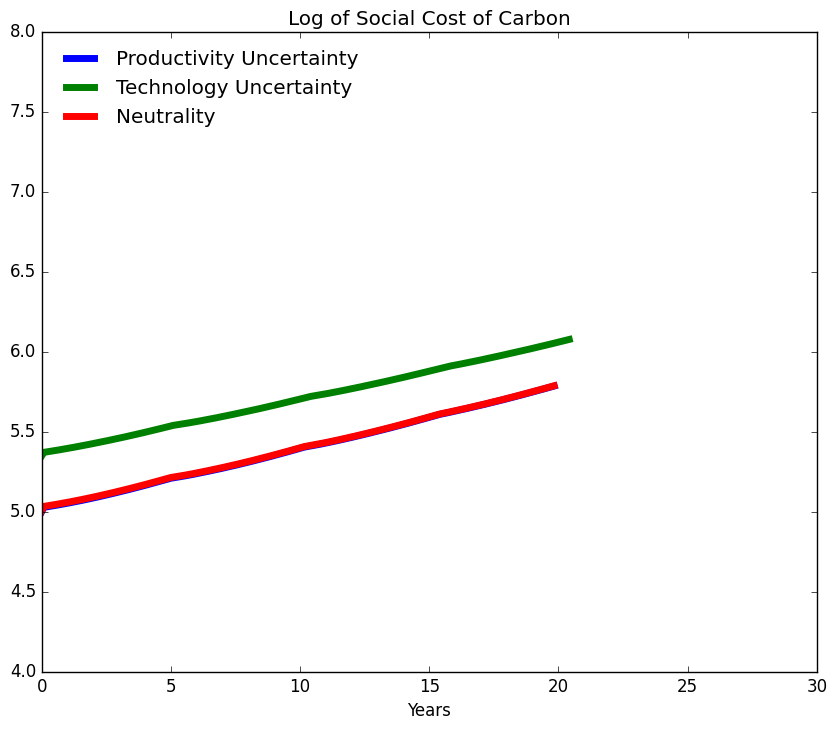 Log of Social Cost of Carbon
8.0
7.5
7.0
6.5
6.0
5.5
5.0
4.5
4.0
Productivity Uncertainty
Technology Uncertainty
Neutrality
0 5 10 15 20 25 30
Years